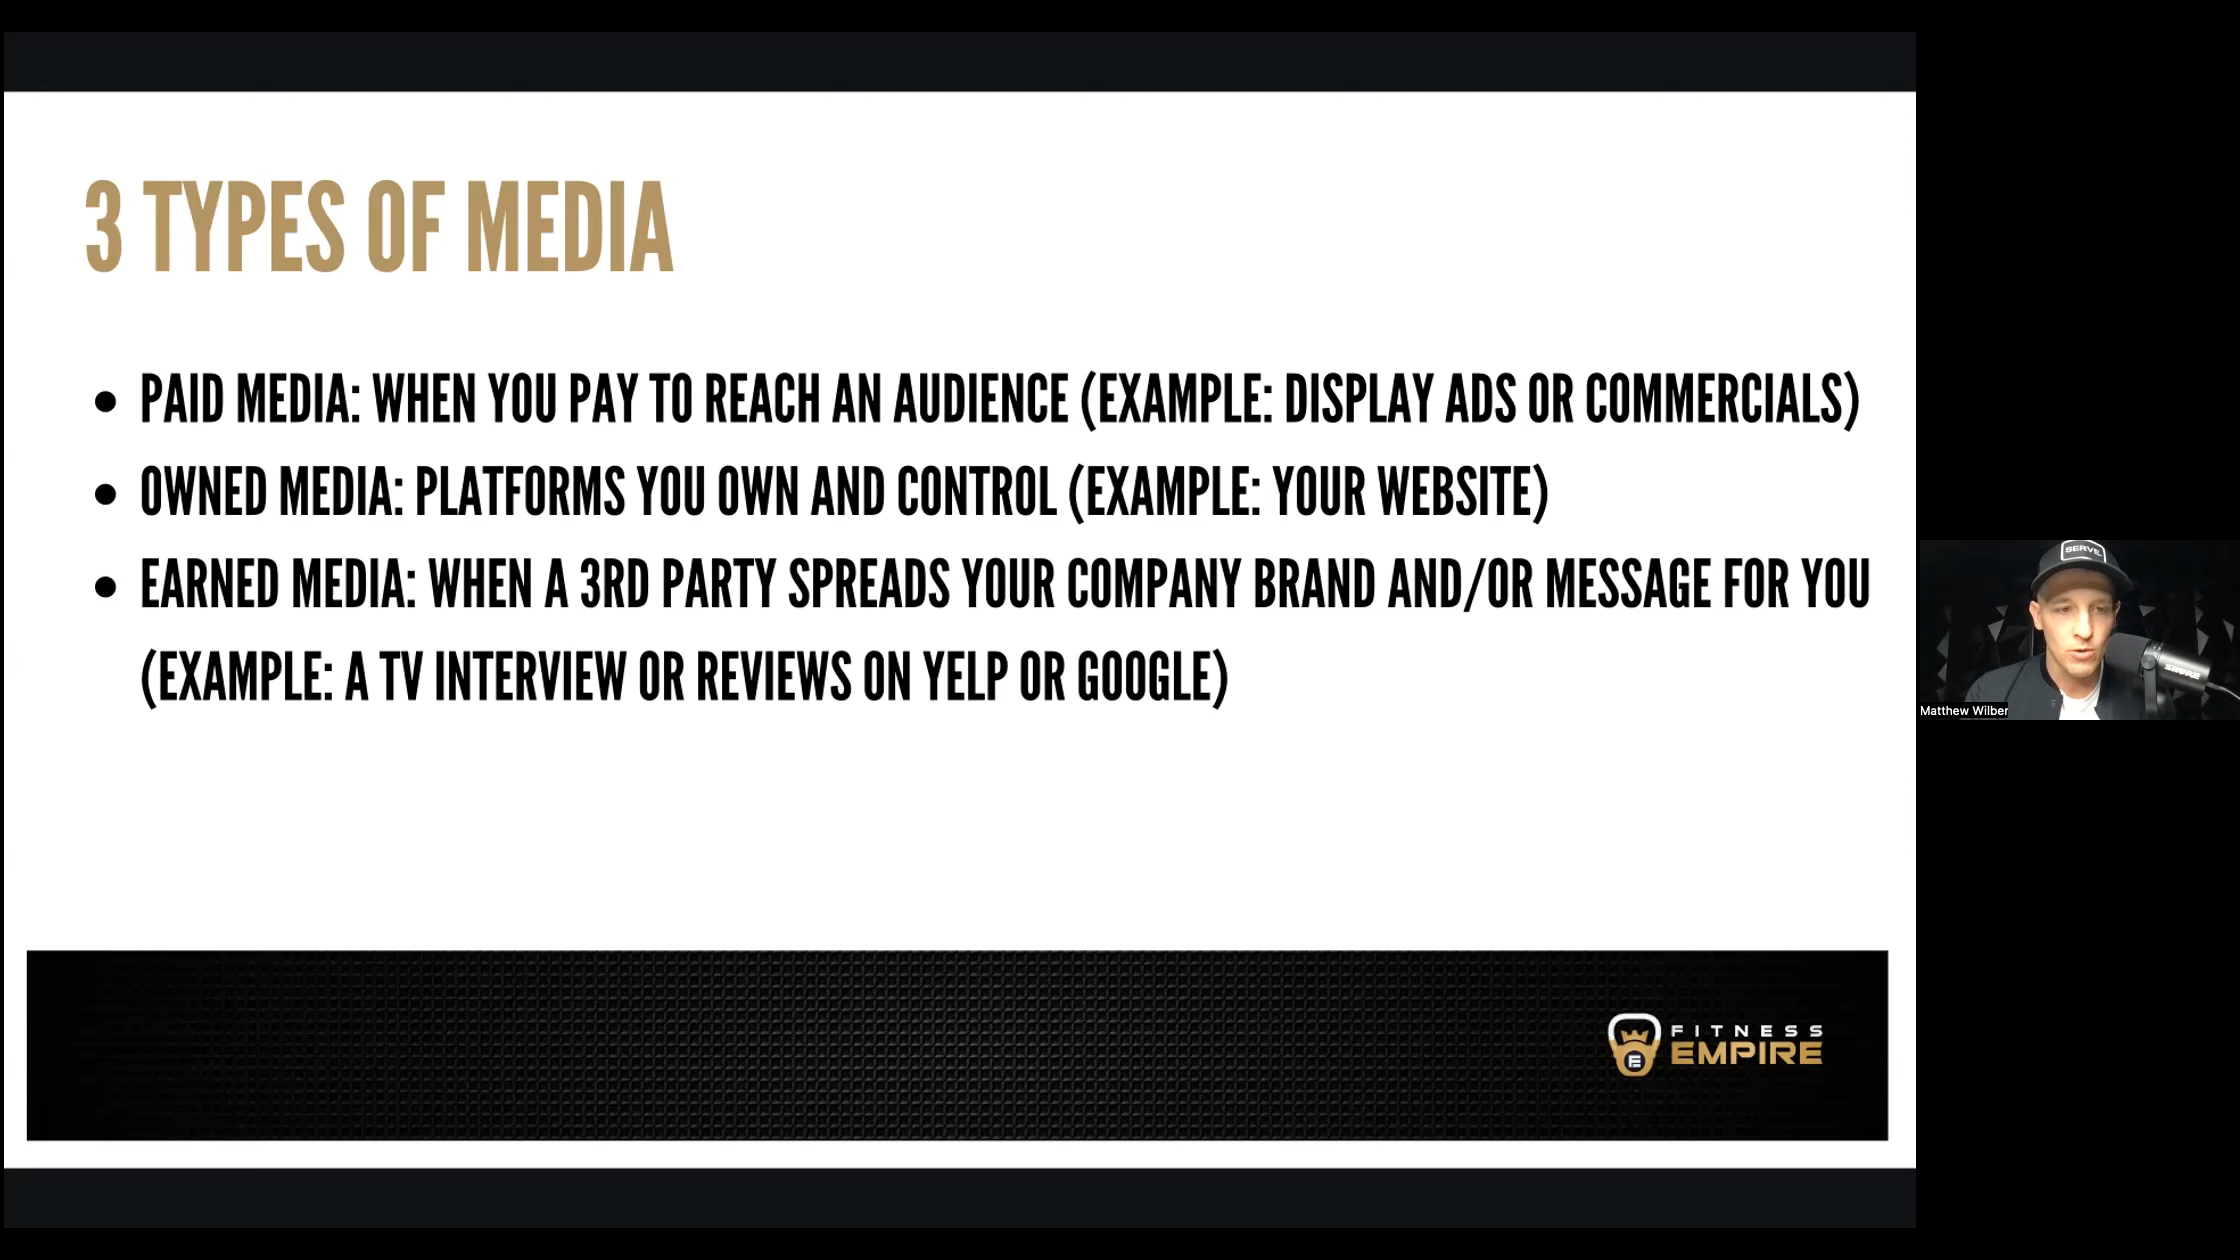 3 TYPES OF MEDIA
• PAID MEDIA: WHEN YOU PAY TO REACH AN AUDIENCE (EXAMPLE: DISPLAY ADS OR COMMERCIALS)
• OWNED MEDIA: PLATFORMS YOU OWN AND CONTROL (EXAMPLE: YOUR WEBSITE)
• EARNED MEDIA: WHEN A 3RD PARTY SPREADS YOUR COMPANY BRAND AND/OR MESSAGE FOR YOU
(EXAMPLE: A TV INTERVIEW OR REVIEWS ON YELP OR GOOGLE)
SERVE.
SHURE
Matthew Wilber
E
FITNESS
EMPIRE